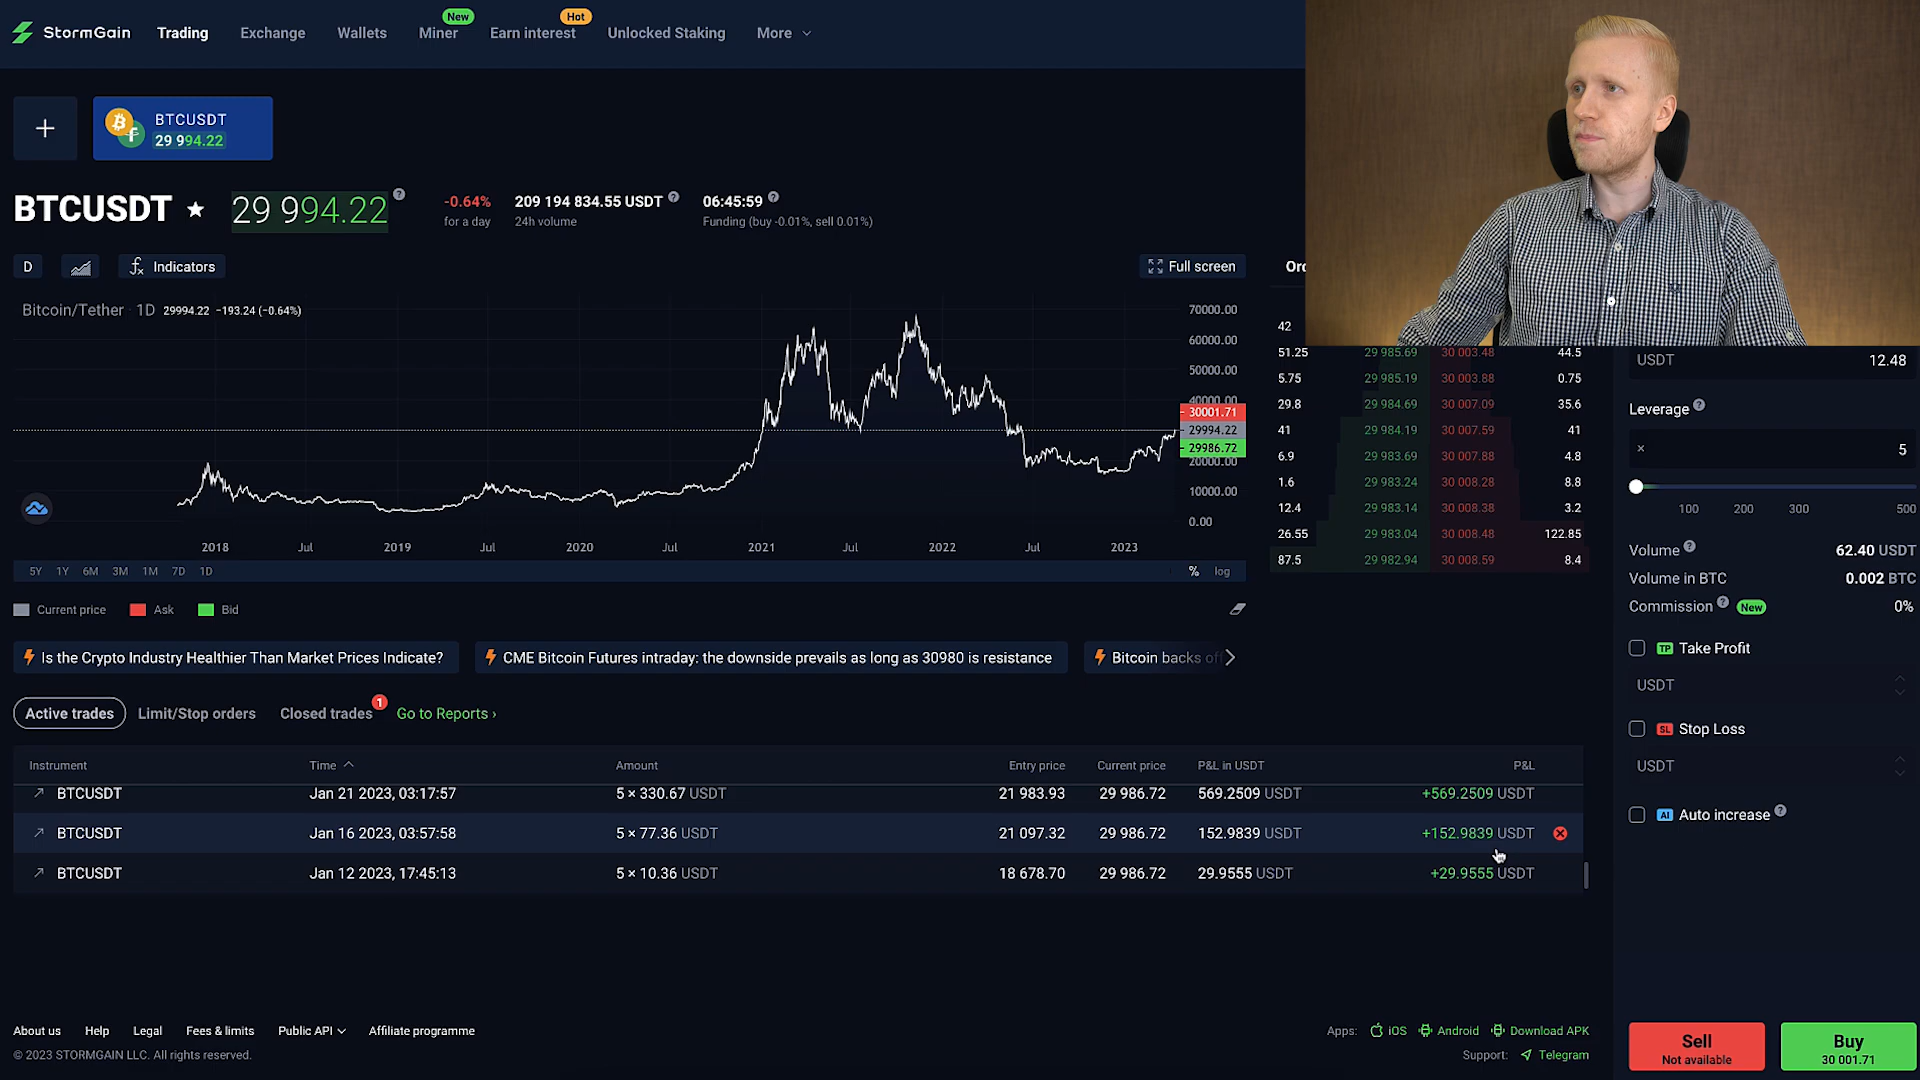 StormGain Trading Exchange Wallets Miner New Earn interest Hot Unlocked Staking More
+ BTCUSDT
29 994.22
BTCUSDT ★ 29 994.22 -0.64% 209 194 834.55 USDT 06:45:59
for a day 24h volume Funding (buy -0.01%, sell 0.01%)
D Indicators Full screen
Bitcoin/Tether · 1D 29994.22 −193.24 (−0.64%)
70000.00
60000.00
50000.00
40000.00
30001.71
29994.22
29986.72
20000.00
10000.00
0.00
2018 Jul 2019 Jul 2020 Jul 2021 Jul 2022 Jul 2023
5Y 1Y 6M 3M 1M 7D 1D % log
Current price Ask Bid
Ord
42
51.25 29 985.69 30 003.48 44.5
5.75 29 985.19 30 003.88 0.75
29.8 29 984.69 30 007.09 35.6
41 29 984.19 30 007.59 41
6.9 29 983.69 30 007.88 4.8
1.6 29 983.24 30 008.28 8.8
12.4 29 983.14 30 008.38 3.2
26.55 29 983.04 30 008.48 122.85
87.5 29 982.94 30 008.59 8.4
USDT 12.48
Leverage
× 5
100 200 300 500
Volume 62.40 USDT
Volume in BTC 0.002 BTC
Commission New 0%
TP Take Profit
USDT
SL Stop Loss
USDT
AI Auto increase
Is the Crypto Industry Healthier Than Market Prices Indicate? CME Bitcoin Futures intraday: the downside prevails as long as 30980 is resistance Bitcoin backs of
Active trades Limit/Stop orders Closed trades 1 Go to Reports ›
Instrument Time Amount Entry price Current price P&L in USDT P&L
BTCUSDT Jan 21 2023, 03:17:57 5 × 330.67 USDT 21 983.93 29 986.72 569.2509 USDT +569.2509 USDT
BTCUSDT Jan 16 2023, 03:57:58 5 × 77.36 USDT 21 097.32 29 986.72 152.9839 USDT +152.9839 USDT
BTCUSDT Jan 12 2023, 17:45:13 5 × 10.36 USDT 18 678.70 29 986.72 29.9555 USDT +29.9555 USDT
About us Help Legal Fees & limits Public API Affiliate programme
© 2023 STORMGAIN LLC. All rights reserved.
Apps: iOS Android Download APK
Support: Telegram
Sell
Not available
Buy
30 001.71